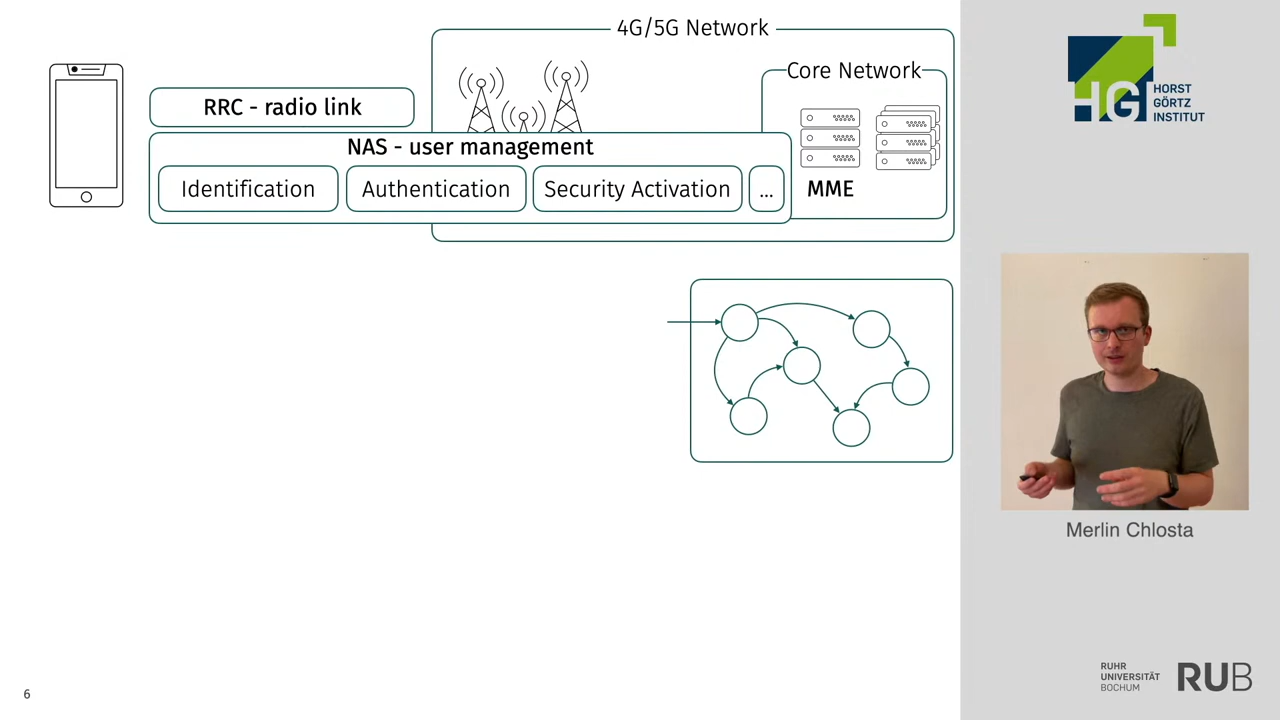 4G/5G Network
Core Network
RRC - radio link
NAS - user management
Identification
Authentication
Security Activation
...
MME
6
HG
HORST
GÖRTZ
INSTITUT
Merlin Chlosta
RUHR
UNIVERSITÄT
BOCHUM
RUB